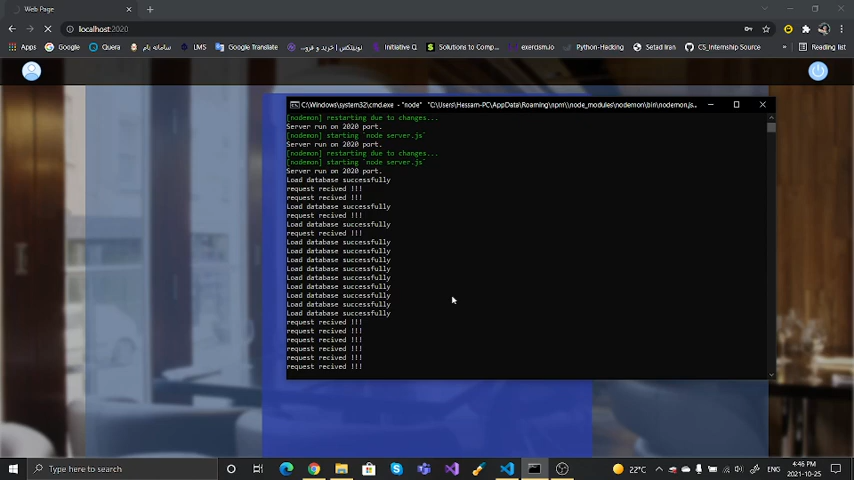 Web Page
localhost:2020
Apps Google Quera سامانه بام LMS Google Translate نوبیتکس | خرید و فرو... Initiative Q Solutions to Comp... exercism.io Python-Hacking Setad Iran CS_Internship Source » Reading list
C:\Windows\system32\cmd.exe - "node" "C:\Users\Hessam-PC\AppData\Roaming\npm\\node_modules\nodemon\bin\nodemon.js...
[nodemon] restarting due to changes...
Server run on 2020 port.
[nodemon] starting `node server.js`
Server run on 2020 port.
[nodemon] restarting due to changes...
[nodemon] starting `node server.js`
Server run on 2020 port.
Load database successfully
request recived !!!
request recived !!!
Load database successfully
request recived !!!
Load database successfully
request recived !!!
Load database successfully
Load database successfully
Load database successfully
Load database successfully
Load database successfully
Load database successfully
Load database successfully
Load database successfully
Load database successfully
request recived !!!
request recived !!!
request recived !!!
request recived !!!
request recived !!!
request recived !!!
Type here to search
22°C ENG
4:46 PM
2021-10-25